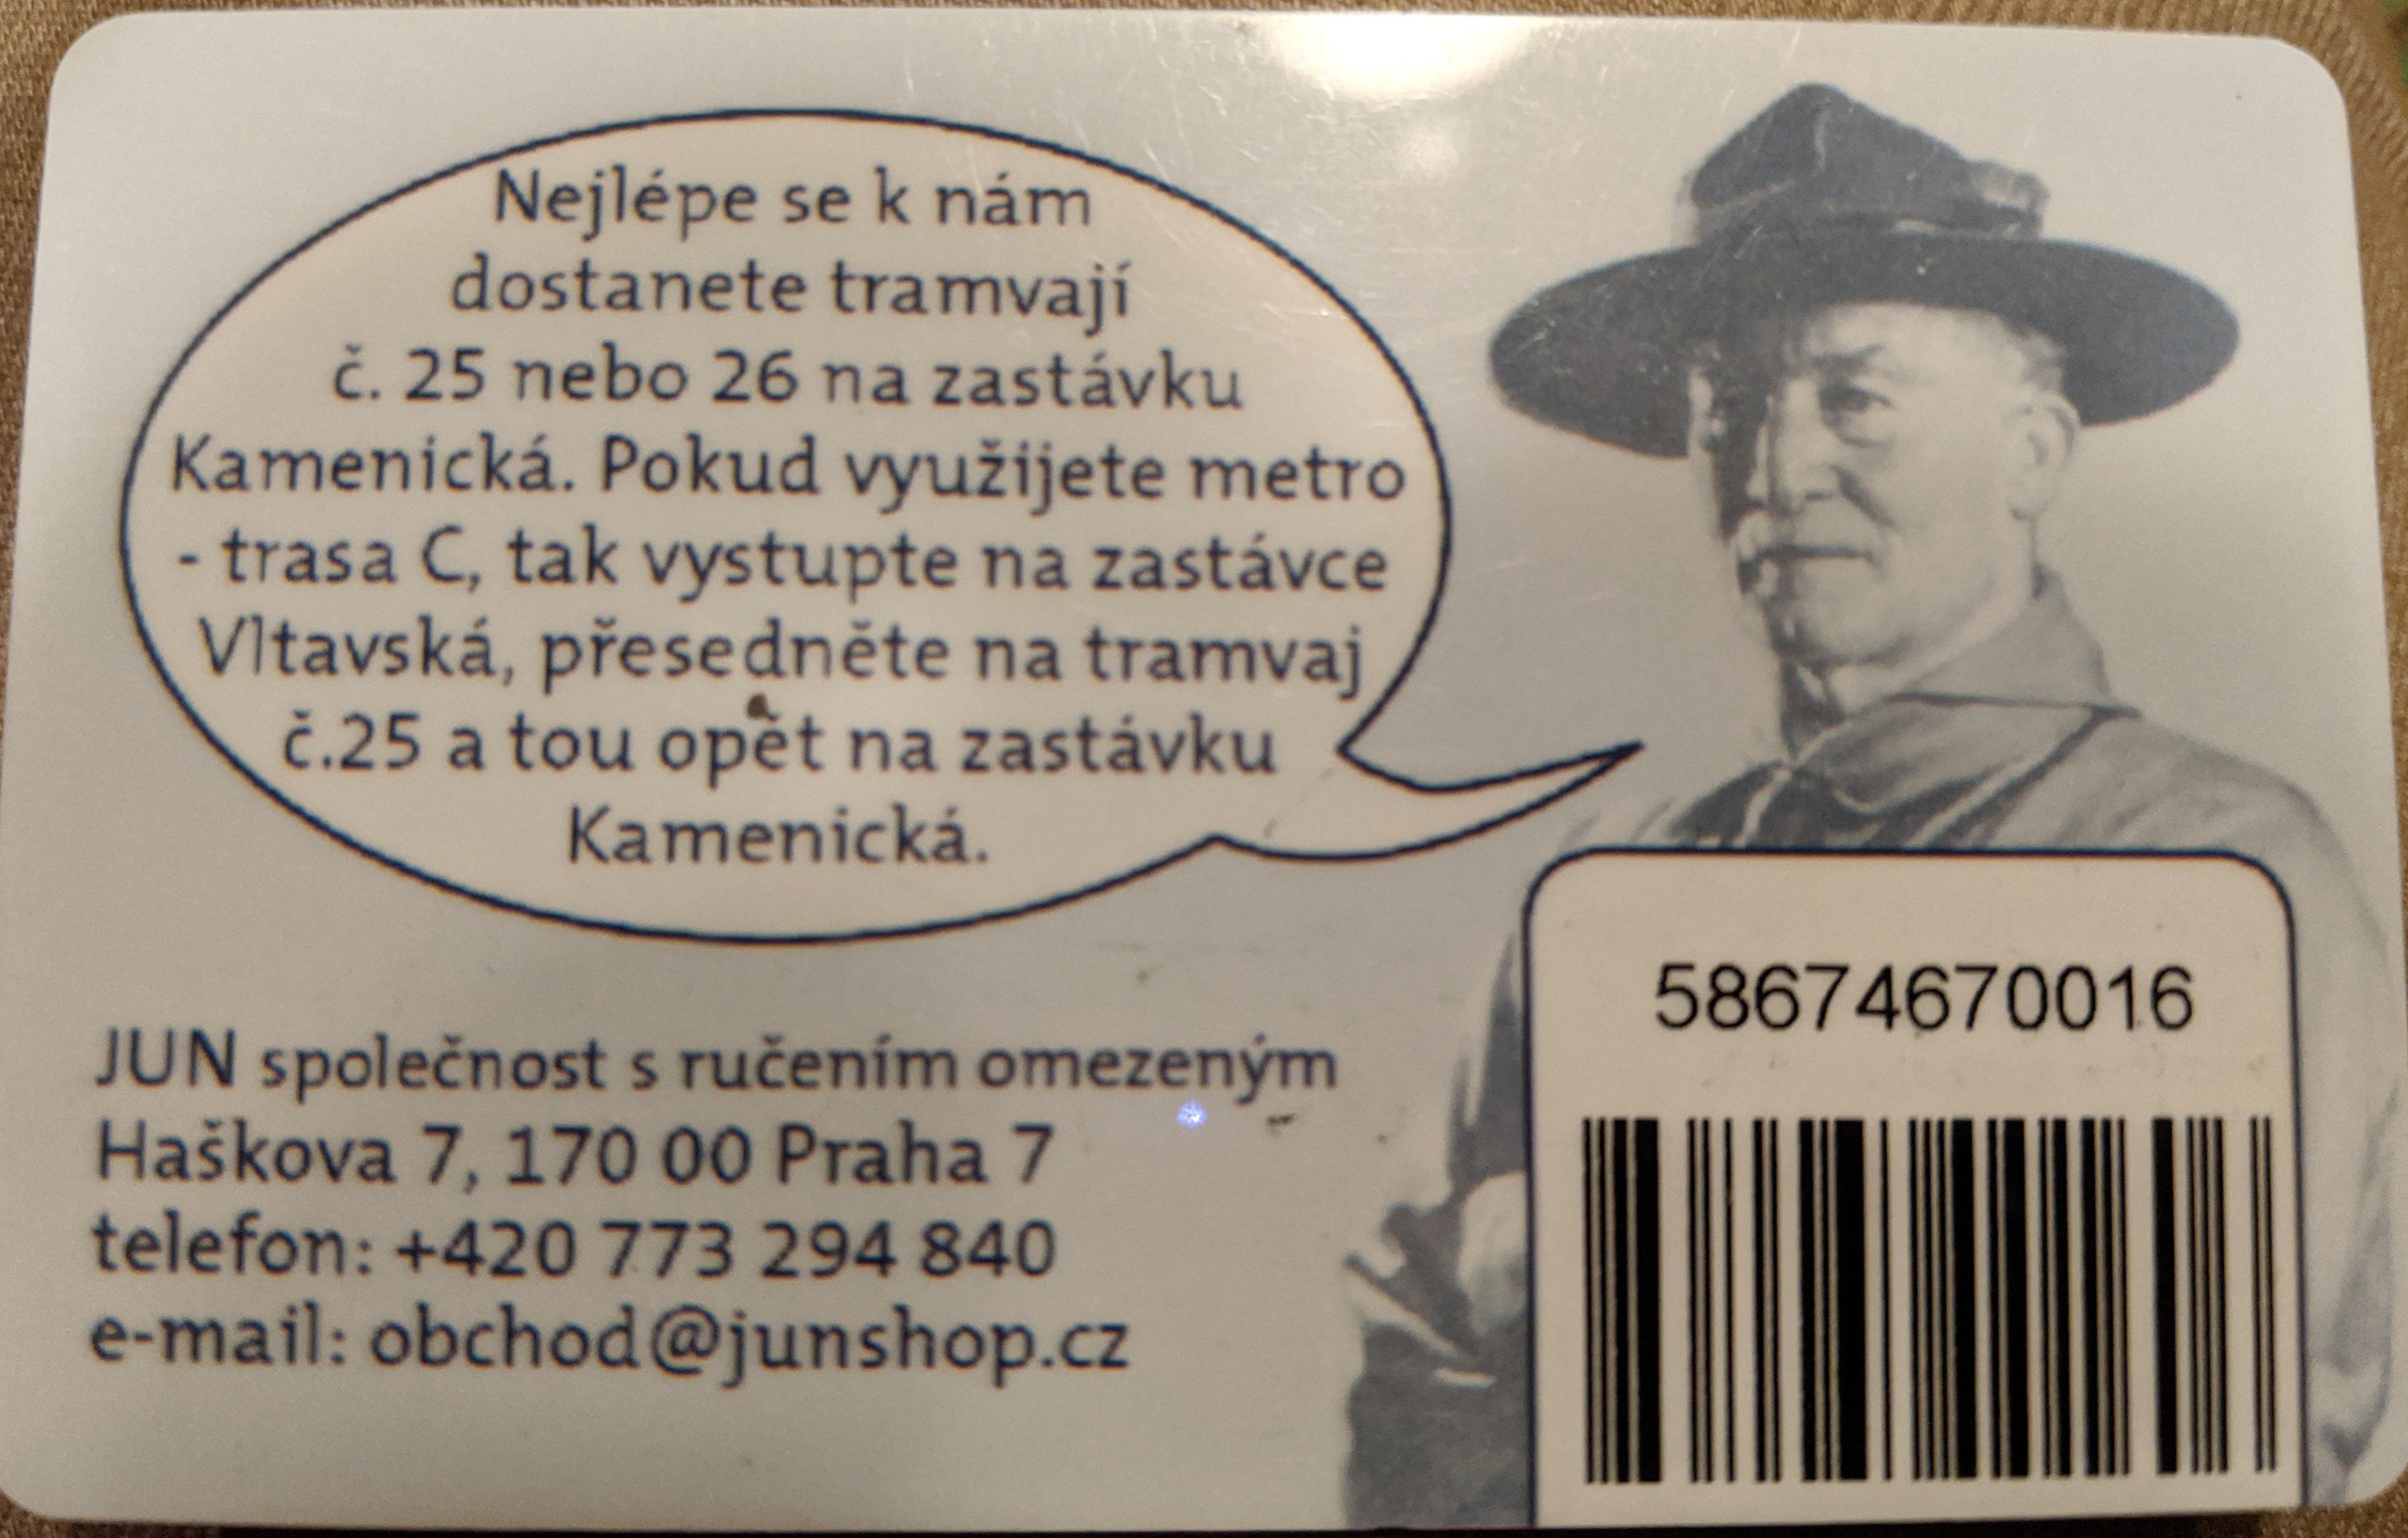 Nejlépe se k nám
dostanete tramvají
č. 25 nebo 26 na zastávku
Kamenická. Pokud využijete metro
- trasa C, tak vystupte na zastávce
Vltavská, přesedněte na tramvaj
č.25 a tou opět na zastávku
Kamenická.
JUN společnost s ručením omezeným
Haškova 7, 170 00 Praha 7
telefon: +420 773 294 840
e-mail: obchod@junshop.cz
58674670016